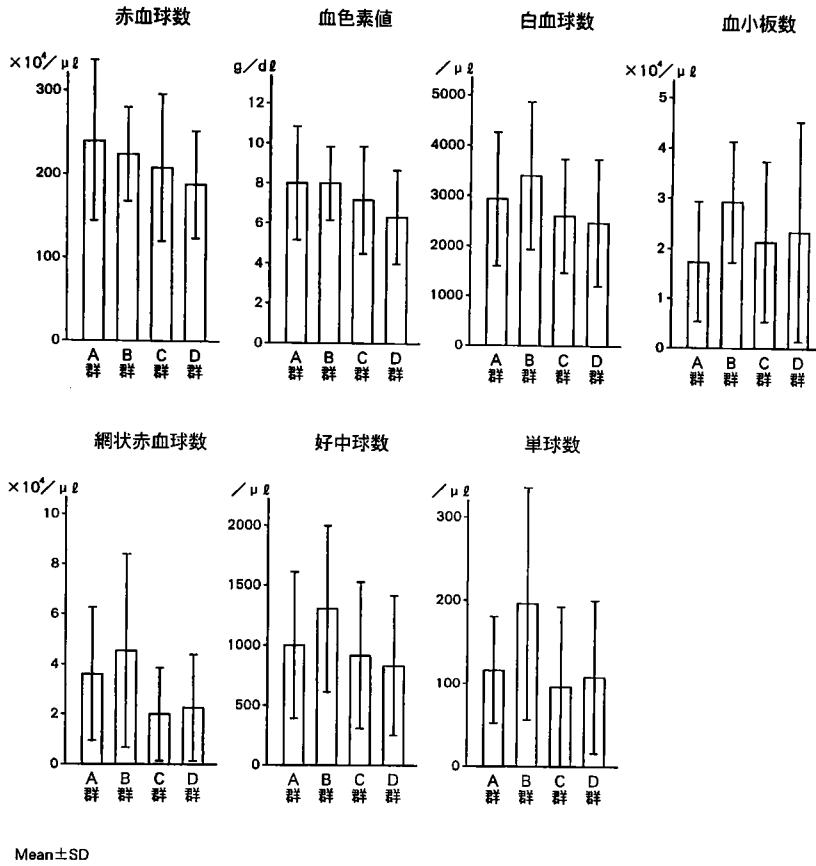 赤血球数
×10⁴／μℓ
300
200
100
0
A群 B群 C群 D群
血色素値
g／dℓ
12
10
8
6
4
2
0
A群 B群 C群 D群
白血球数
／μℓ
5000
4000
3000
2000
1000
0
A群 B群 C群 D群
血小板数
×10⁴／μℓ
5
4
3
2
1
0
A群 B群 C群 D群
網状赤血球数
×10⁴／μℓ
10
8
6
4
2
0
A群 B群 C群 D群
好中球数
／μℓ
2000
1500
1000
500
0
A群 B群 C群 D群
単球数
／μℓ
300
200
100
0
A群 B群 C群 D群
Mean±SD